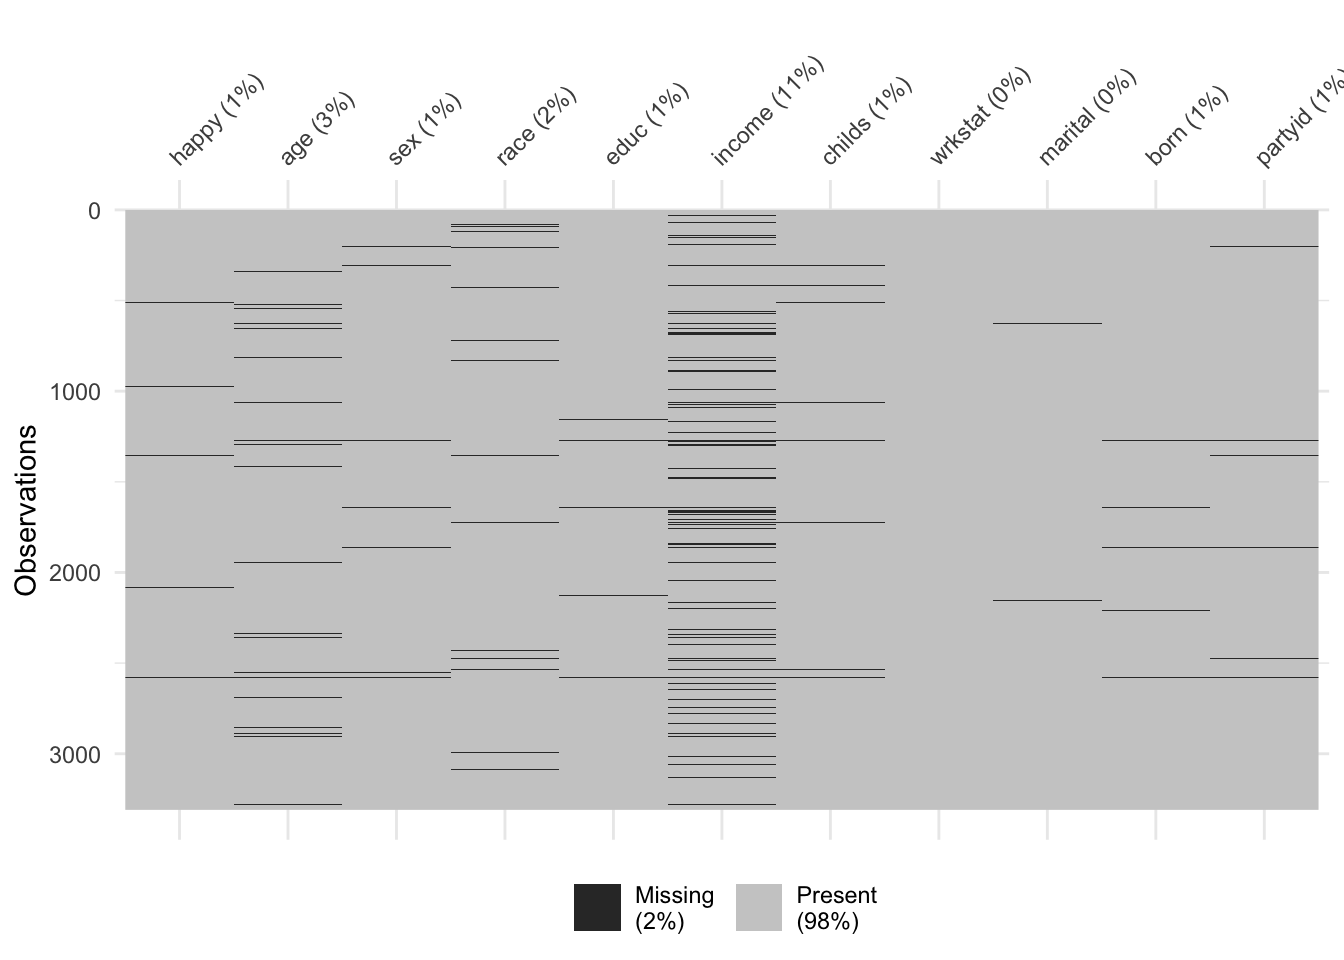 happy (1%)
age (3%)
sex (1%)
race (2%)
educ (1%)
income (11%)
childs (1%)
wrkstat (0%)
marital (0%)
born (1%)
partyid (1%
0
1000
2000
3000
Observations
Missing
(2%)
Present
(98%)